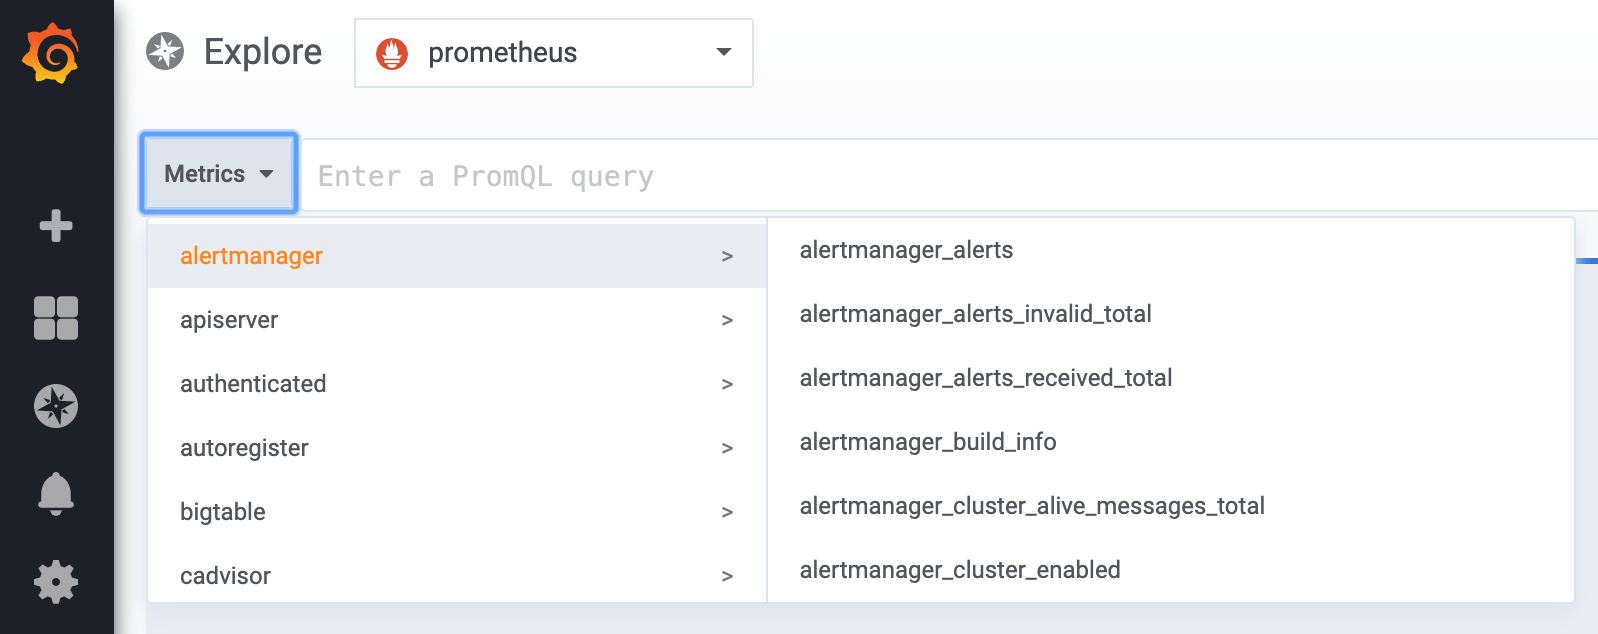 Explore
prometheus
Metrics
Enter a PromQL query
alertmanager >
apiserver >
authenticated >
autoregister >
bigtable >
cadvisor >
alertmanager_alerts
alertmanager_alerts_invalid_total
alertmanager_alerts_received_total
alertmanager_build_info
alertmanager_cluster_alive_messages_total
alertmanager_cluster_enabled